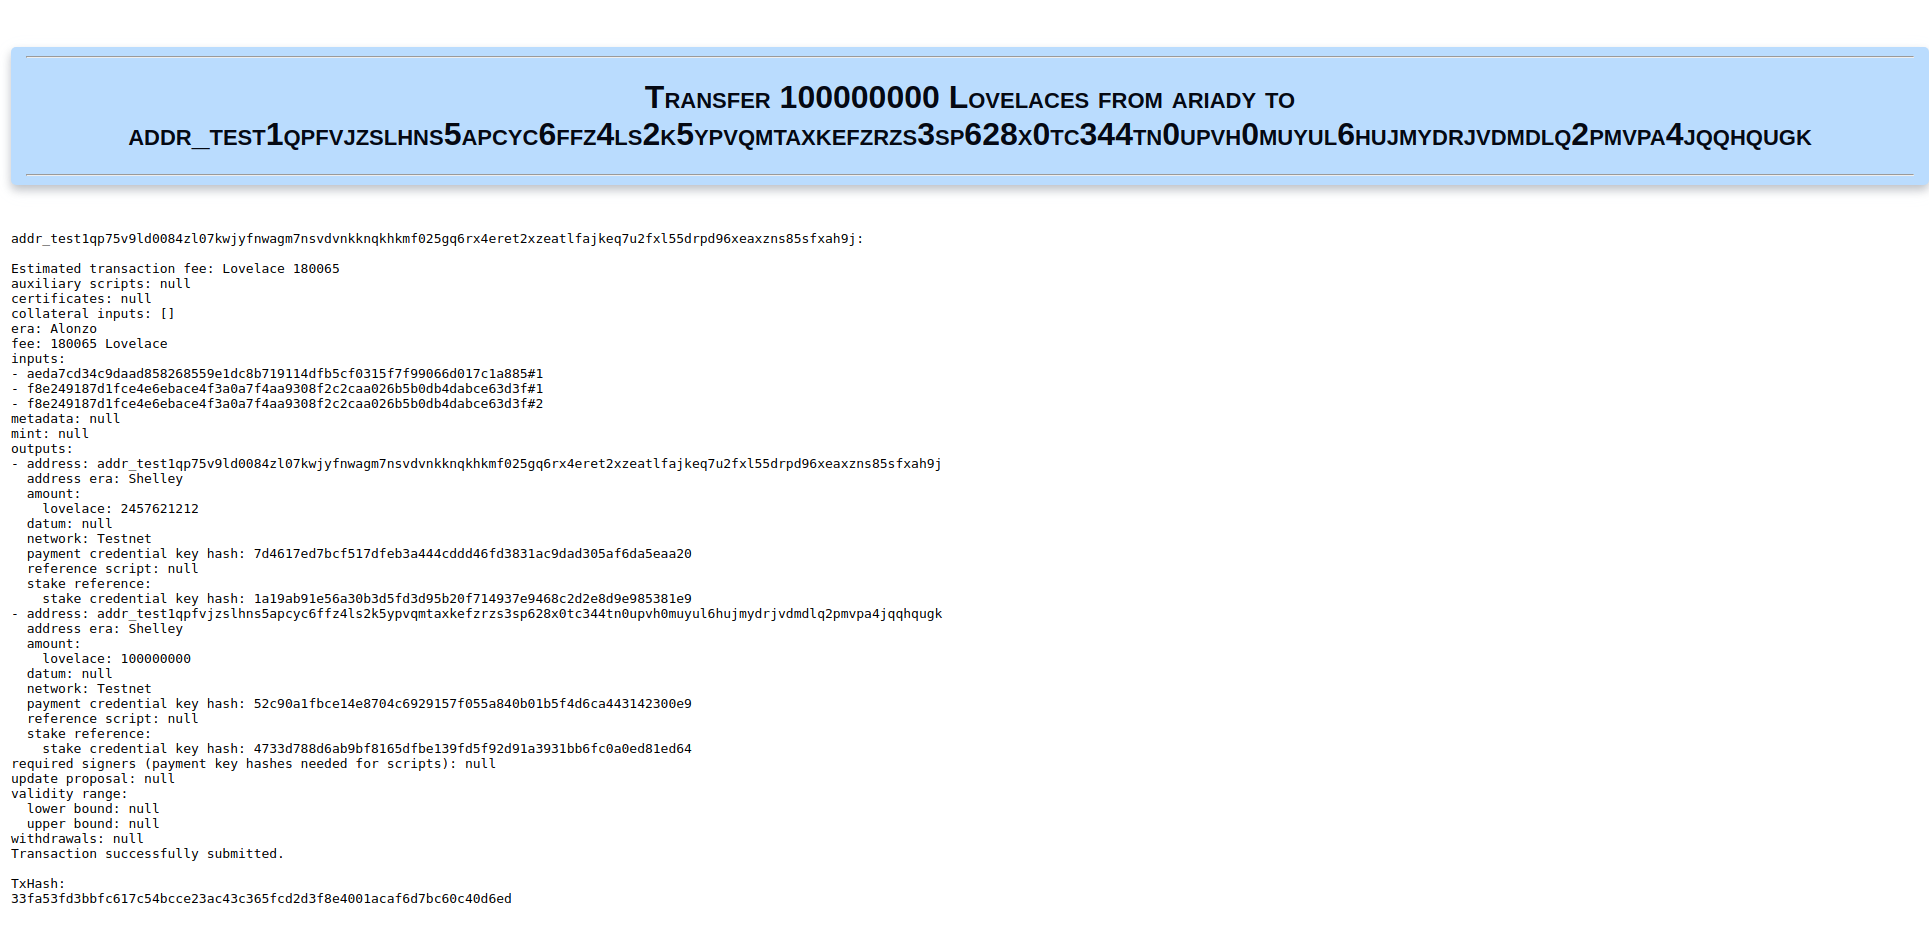 Transfer 100000000 Lovelaces from ariady to
addr_test1qpfvjzslhns5apcyc6ffz4ls2k5ypvqmtaxkefzrzs3sp628x0tc344tn0upvh0muyul6hujmydrjvdmdlq2pmvpa4jqqhqugk
addr_test1qp75v9ld0084zl07kwjyfnwagm7nsvdvnkknqkhkmf025gq6rx4eret2xzeatlfajkeq7u2fxl55drpd96xeaxzns85sfxah9j:
Estimated transaction fee: Lovelace 180065
auxiliary scripts: null
certificates: null
collateral inputs: []
era: Alonzo
fee: 180065 Lovelace
inputs:
- aeda7cd34c9daad858268559e1dc8b719114dfb5cf0315f7f99066d017c1a885#1
- f8e249187d1fce4e6ebace4f3a0a7f4aa9308f2c2caa026b5b0db4dabce63d3f#1
- f8e249187d1fce4e6ebace4f3a0a7f4aa9308f2c2caa026b5b0db4dabce63d3f#2
metadata: null
mint: null
outputs:
- address: addr_test1qp75v9ld0084zl07kwjyfnwagm7nsvdvnkknqkhkmf025gq6rx4eret2xzeatlfajkeq7u2fxl55drpd96xeaxzns85sfxah9j
address era: Shelley
amount:
lovelace: 2457621212
datum: null
network: Testnet
payment credential key hash: 7d4617ed7bcf517dfeb3a444cddd46fd3831ac9dad305af6da5eaa20
reference script: null
stake reference:
stake credential key hash: 1a19ab91e56a30b3d5fd3d95b20f714937e9468c2d2e8d9e985381e9
- address: addr_test1qpfvjzslhns5apcyc6ffz4ls2k5ypvqmtaxkefzrzs3sp628x0tc344tn0upvh0muyul6hujmydrjvdmdlq2pmvpa4jqqhqugk
address era: Shelley
amount:
lovelace: 100000000
datum: null
network: Testnet
payment credential key hash: 52c90a1fbce14e8704c6929157f055a840b01b5f4d6ca443142300e9
reference script: null
stake reference:
stake credential key hash: 4733d788d6ab9bf8165dfbe139fd5f92d91a3931bb6fc0a0ed81ed64
required signers (payment key hashes needed for scripts): null
update proposal: null
validity range:
lower bound: null
upper bound: null
withdrawals: null
Transaction successfully submitted.
TxHash:
33fa53fd3bbfc617c54bcce23ac43c365fcd2d3f8e4001acaf6d7bc60c40d6ed